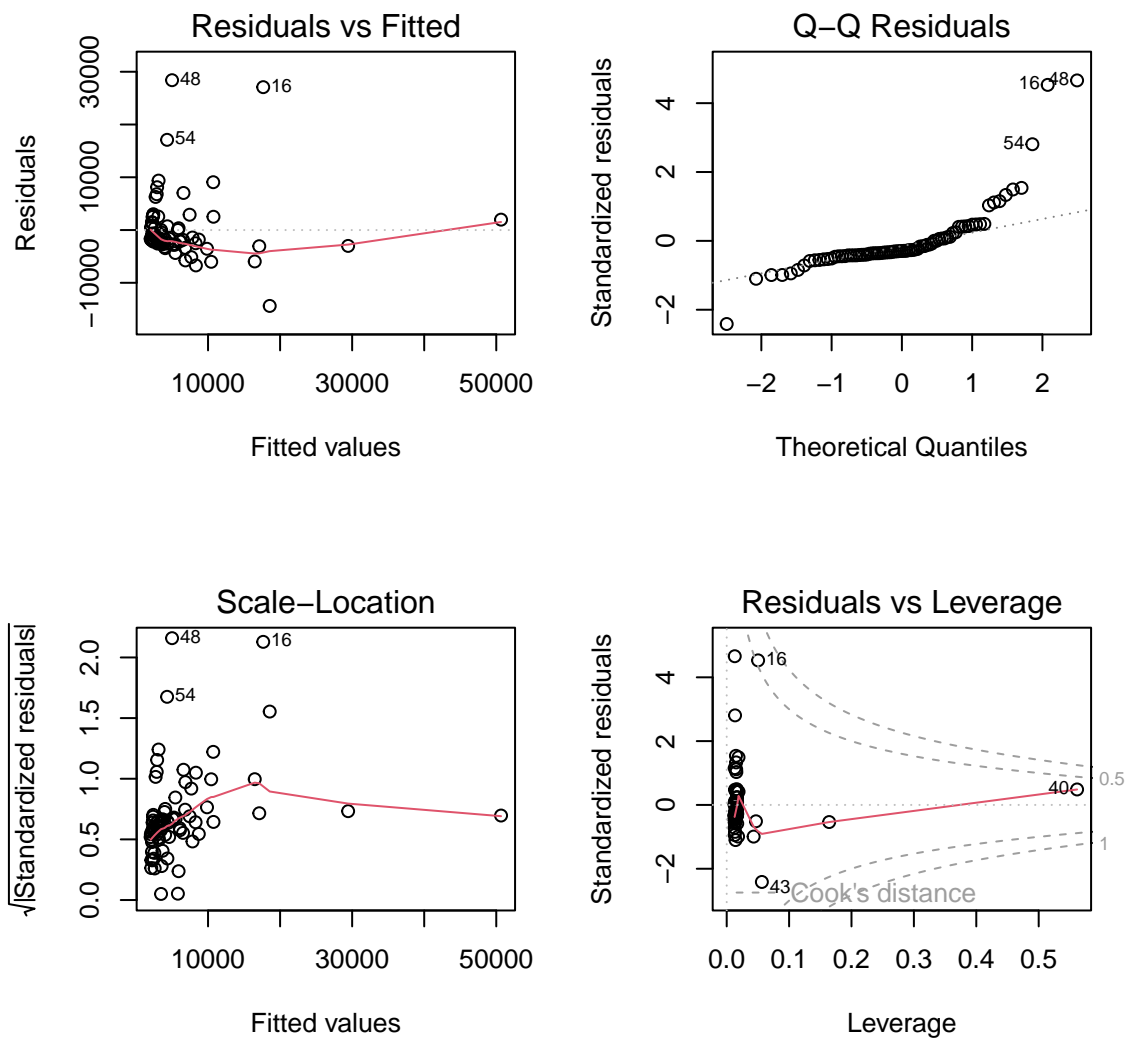 Residuals vs Fitted
Residuals
30000
10000
−10000
48
16
54
10000 30000 50000
Fitted values
Q−Q Residuals
Standardized residuals
4
2
0
−2
16
48
54
−2 −1 0 1 2
Theoretical Quantiles
Scale−Location
√|Standardized residuals|
2.0
1.5
1.0
0.5
0.0
48
16
54
10000 30000 50000
Fitted values
Residuals vs Leverage
Standardized residuals
4
2
0
−2
16
40
43
0.5
1
Cook's distance
0.0 0.1 0.2 0.3 0.4 0.5
Leverage